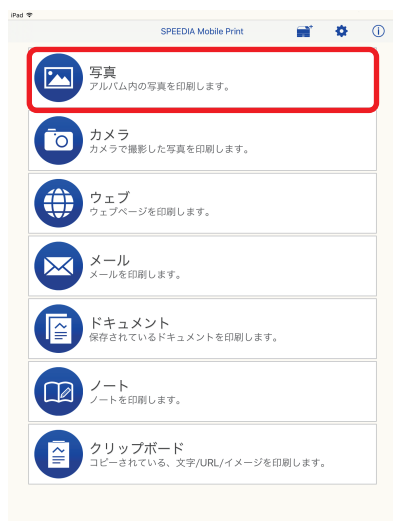 iPad
SPEEDIA Mobile Print
写真
アルバム内の写真を印刷します。
カメラ
カメラで撮影した写真を印刷します。
ウェブ
ウェブページを印刷します。
メール
メールを印刷します。
ドキュメント
保存されているドキュメントを印刷します。
ノート
ノートを印刷します。
クリップボード
コピーされている、文字/URL/イメージを印刷します。